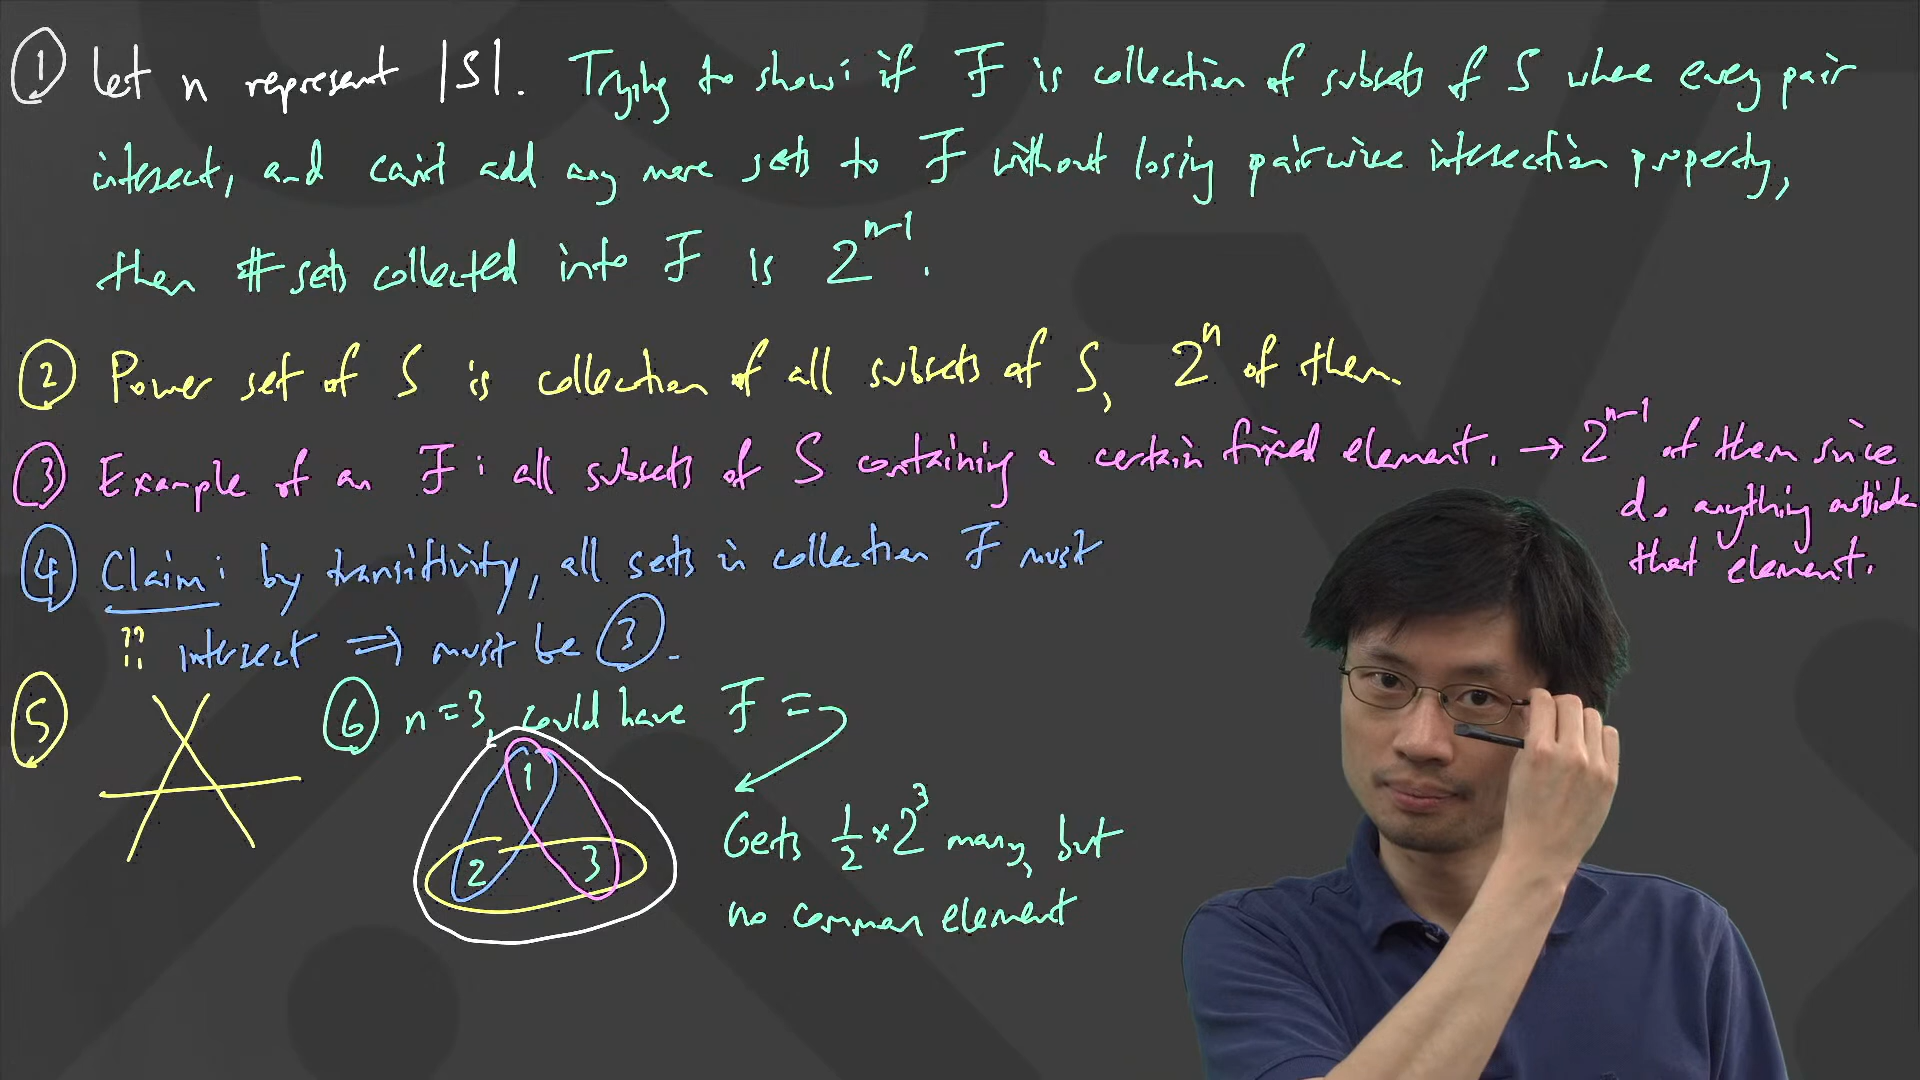 ① Let n represent |S|. Trying to show: if F is collection of subsets of S where every pair
intersect, and can't add any more sets to F without losing pairwise intersection property,
then # sets collected into F is 2^{n-1}.
② Power set of S is collection of all subsets of S, 2^n of them.
③ Example of an F: all subsets of S containing a certain fixed element. → 2^{n-1} of them since
do anything outside
that element.
④ Claim: by transitivity, all sets in collection F must
?? intersect ⇒ must be ③.
⑤
⑥ n=3, could have F =
1
2 3
Gets 1/2 × 2^3 many, but
no common element